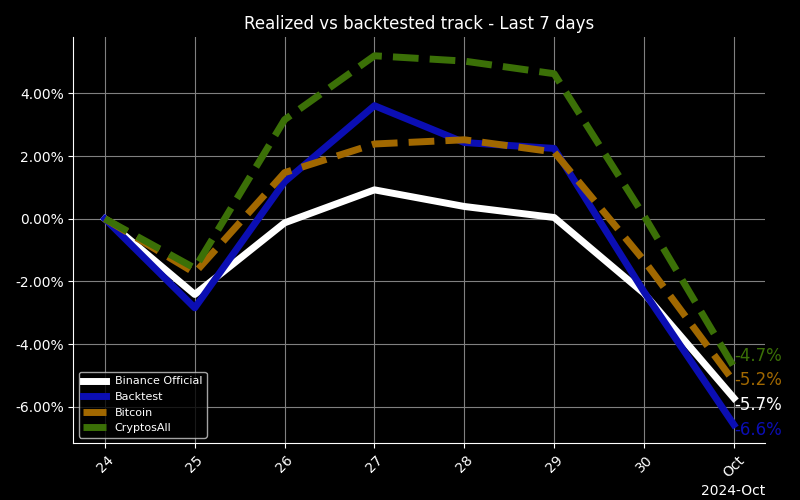 Realized vs backtested track - Last 7 days
4.00%
2.00%
0.00%
-2.00%
-4.00%
-6.00%
Binance Official
Backtest
Bitcoin
CryptosAll
-4.7%
-5.2%
-5.7%
-6.6%
24
25
26
27
28
29
30
Oct
2024-Oct